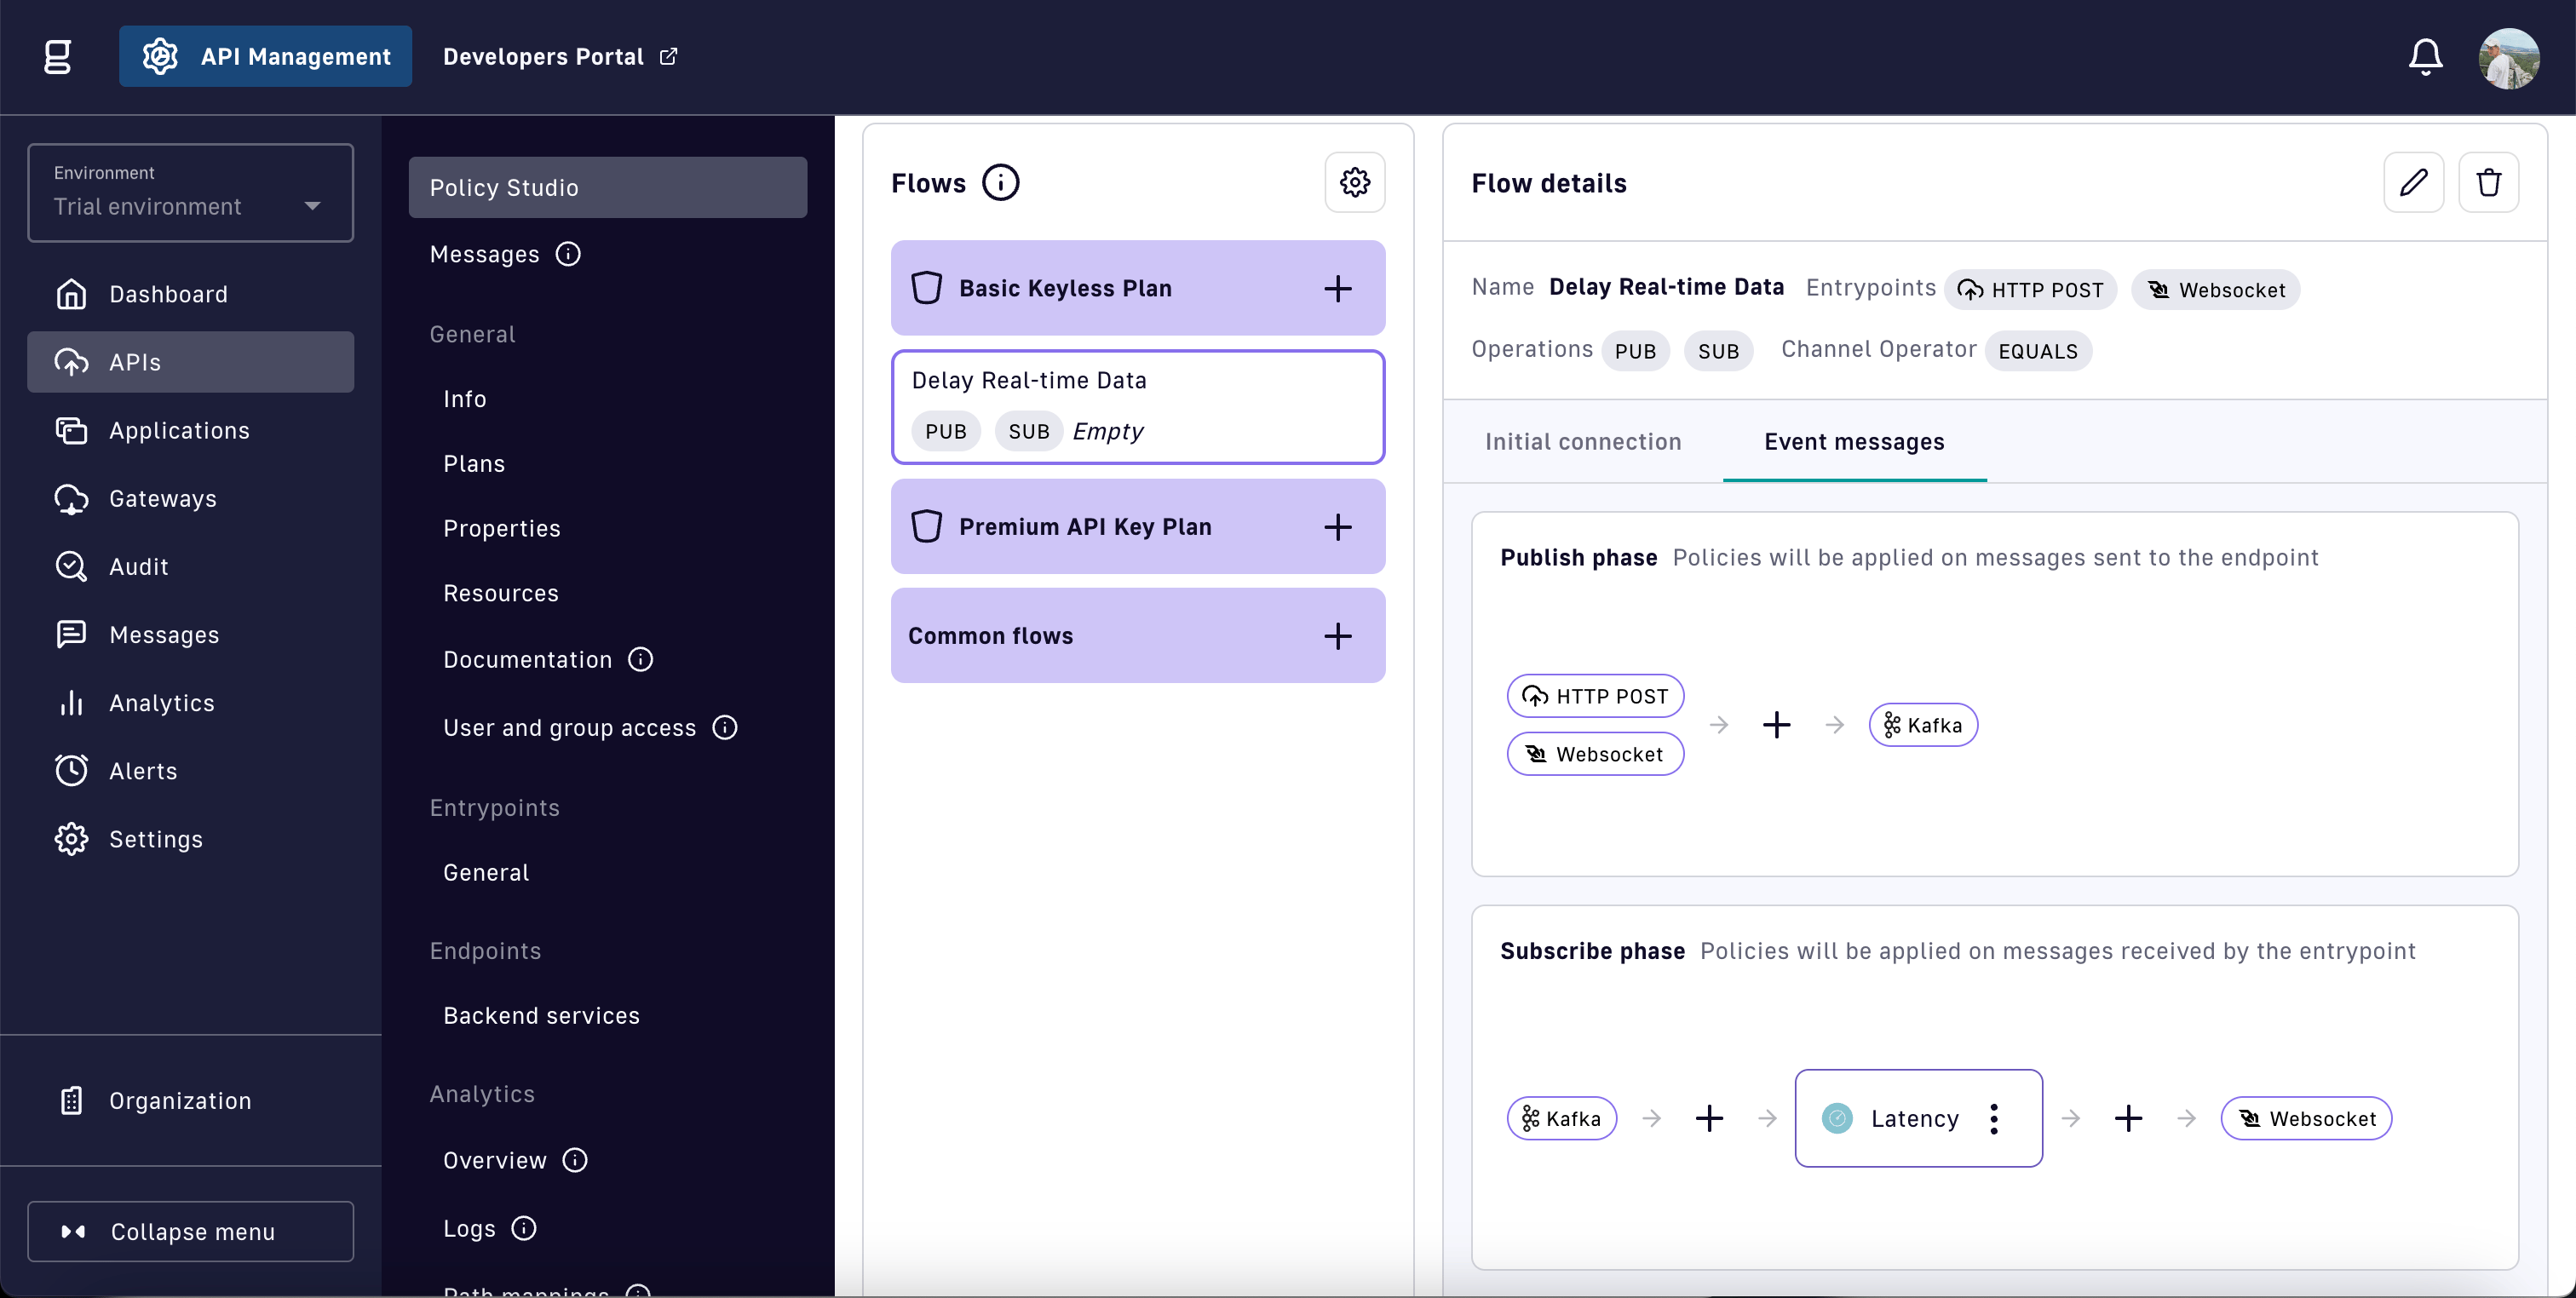 API Management
Developers Portal
Environment
Trial environment
Dashboard
APIs
Applications
Gateways
Audit
Messages
Analytics
Alerts
Settings
Organization
Collapse menu
Policy Studio
Messages
General
Info
Plans
Properties
Resources
Documentation
User and group access
Entrypoints
General
Endpoints
Backend services
Analytics
Overview
Logs
Path mappings
Flows
Basic Keyless Plan
Delay Real-time Data
PUB SUB Empty
Premium API Key Plan
Common flows
Flow details
Name Delay Real-time Data Entrypoints HTTP POST Websocket
Operations PUB SUB Channel Operator EQUALS
Initial connection Event messages
Publish phase Policies will be applied on messages sent to the endpoint
HTTP POST
Websocket
Kafka
Subscribe phase Policies will be applied on messages received by the entrypoint
Kafka Latency Websocket